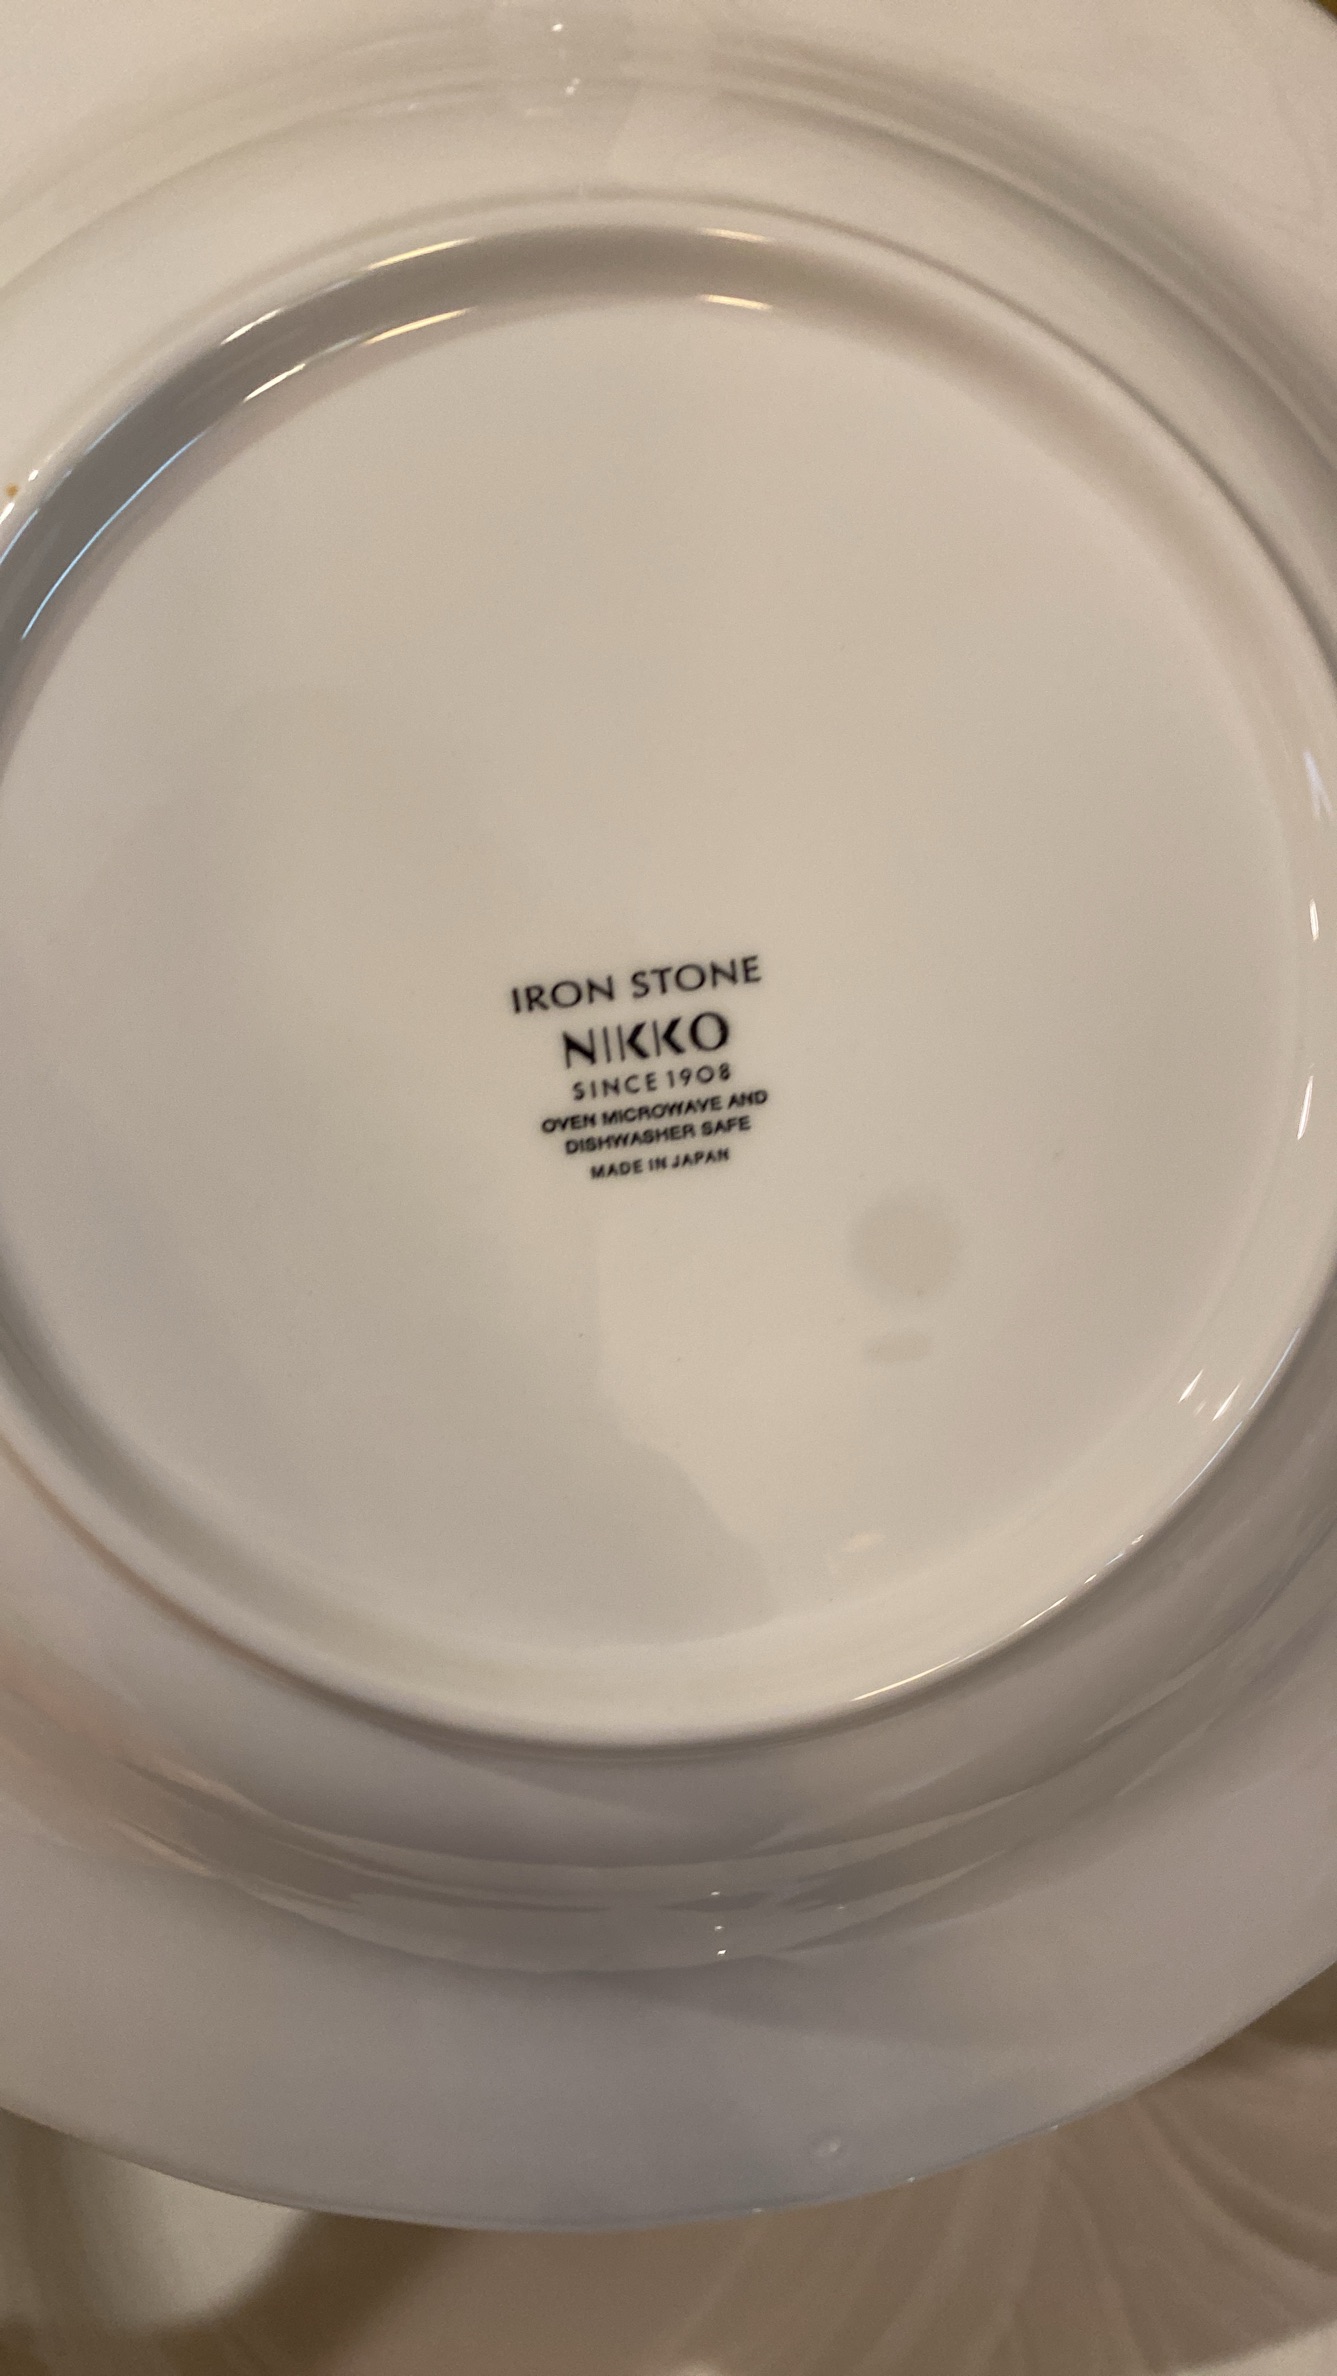 IRON STONE
NIKKO
SINCE 1908
OVEN MICROWAVE AND
DISHWASHER SAFE
MADE IN JAPAN